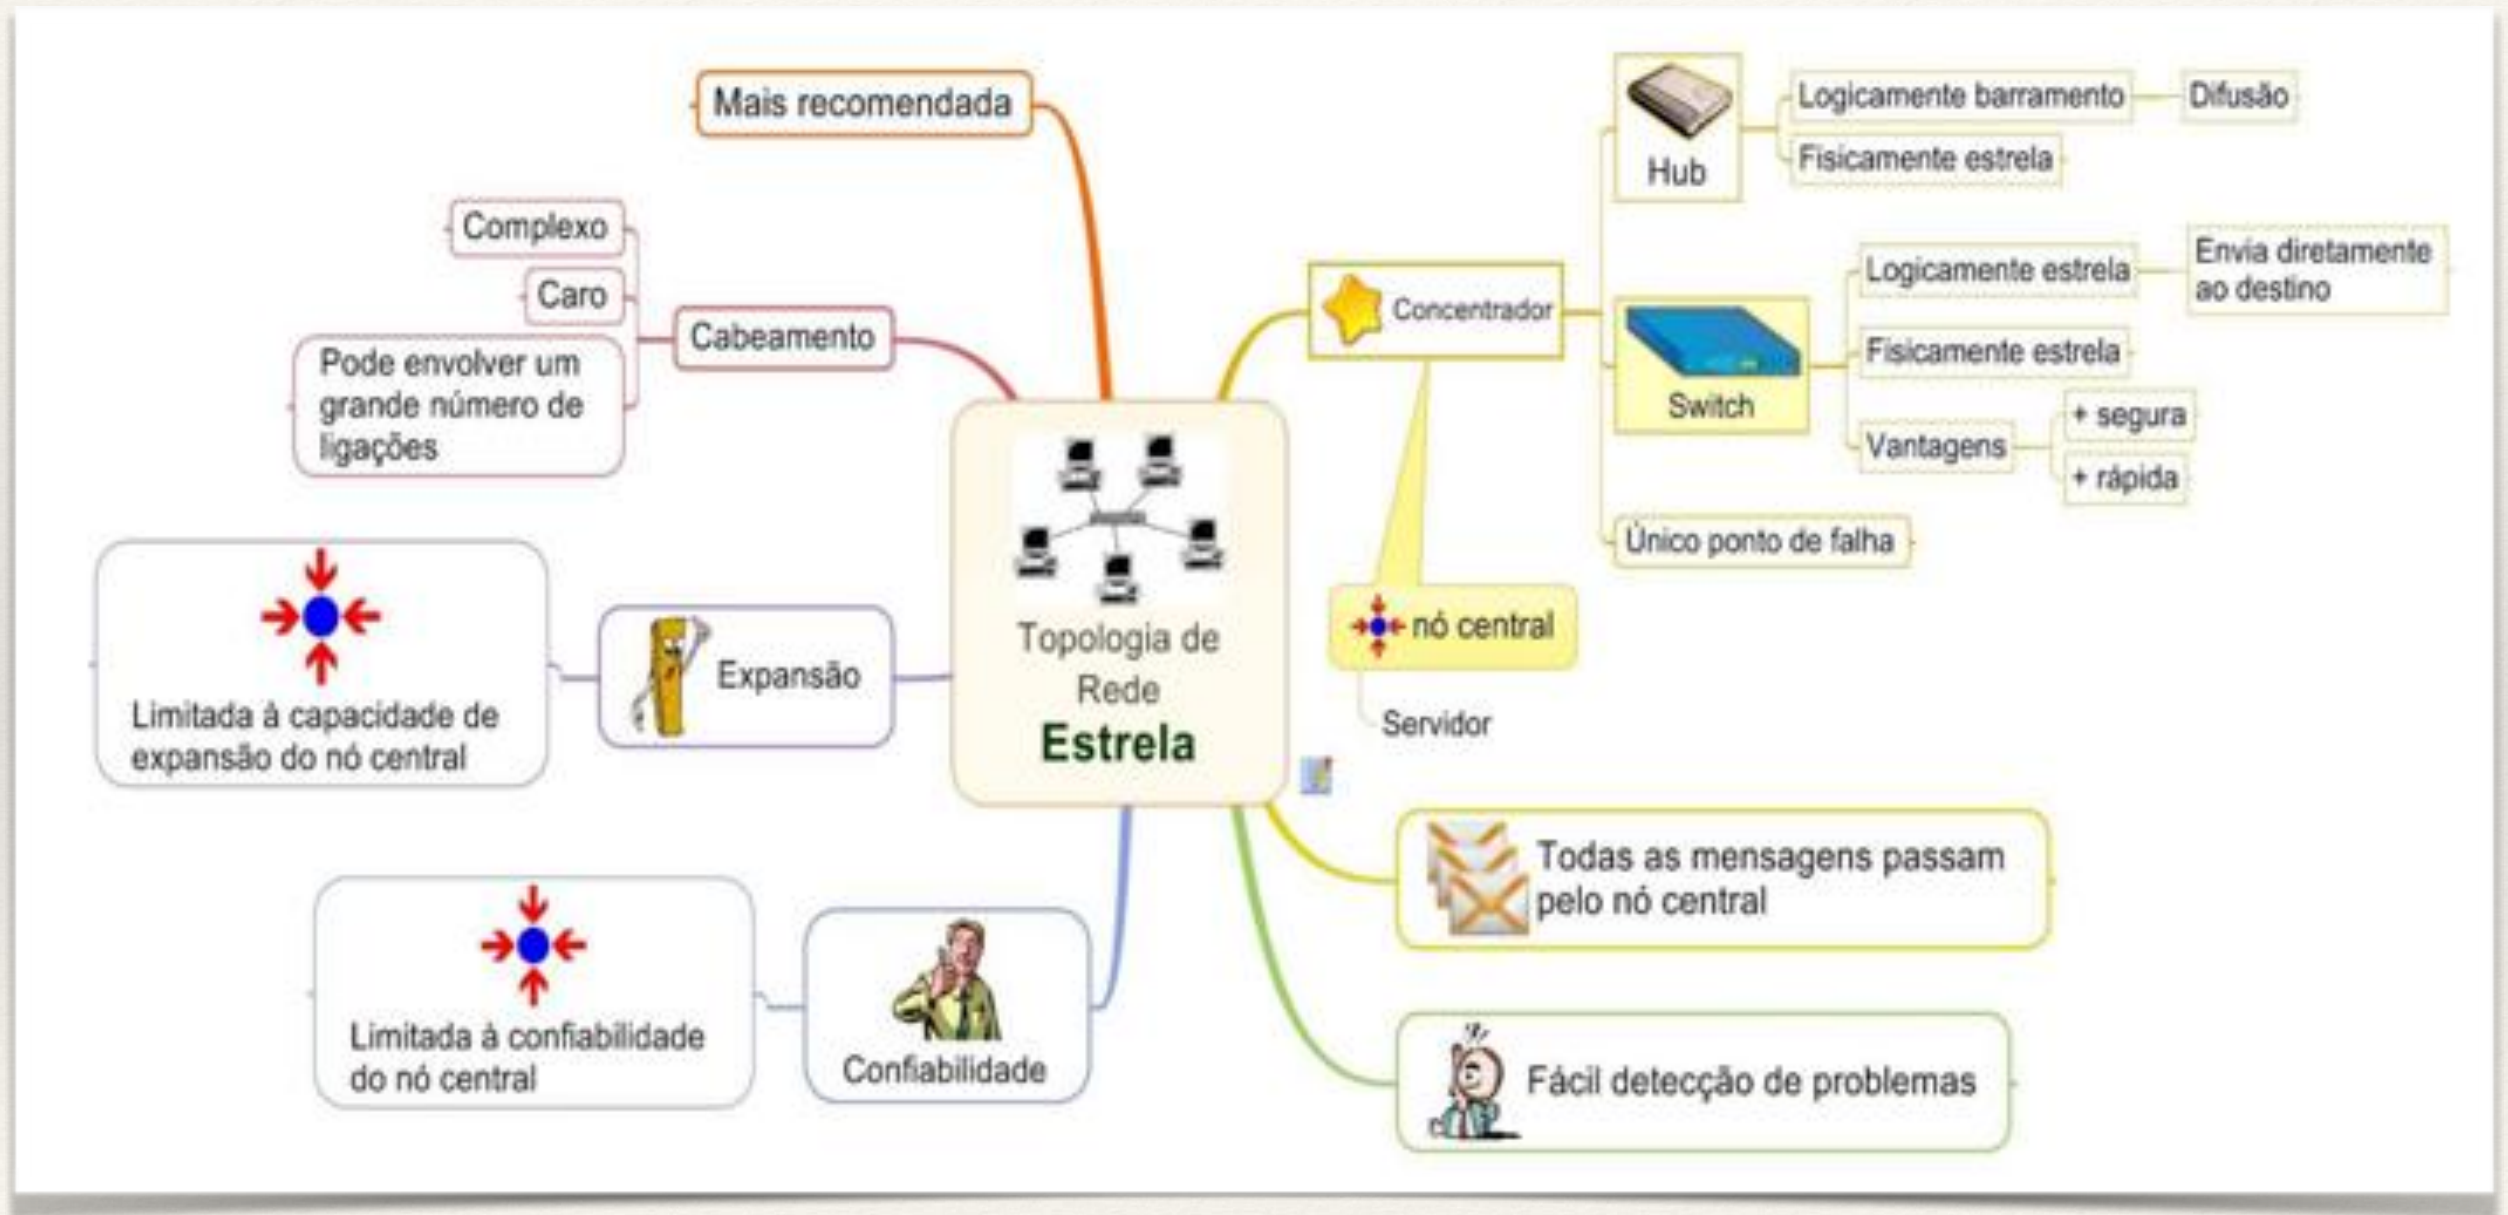 Mais recomendada
Complexo
Caro
Cabeamento
Pode envolver um
grande número de
ligações
Limitada à capacidade de
expansão do nó central
Expansão
Limitada à confiabilidade
do nó central
Confiabilidade
Topologia de
Rede
Estrela
Concentrador
Hub
Logicamente barramento
Difusão
Fisicamente estrela
Switch
Logicamente estrela
Envia diretamente
ao destino
Fisicamente estrela
Vantagens
+ segura
+ rápida
Único ponto de falha
nó central
Servidor
Todas as mensagens passam
pelo nó central
Fácil detecção de problemas